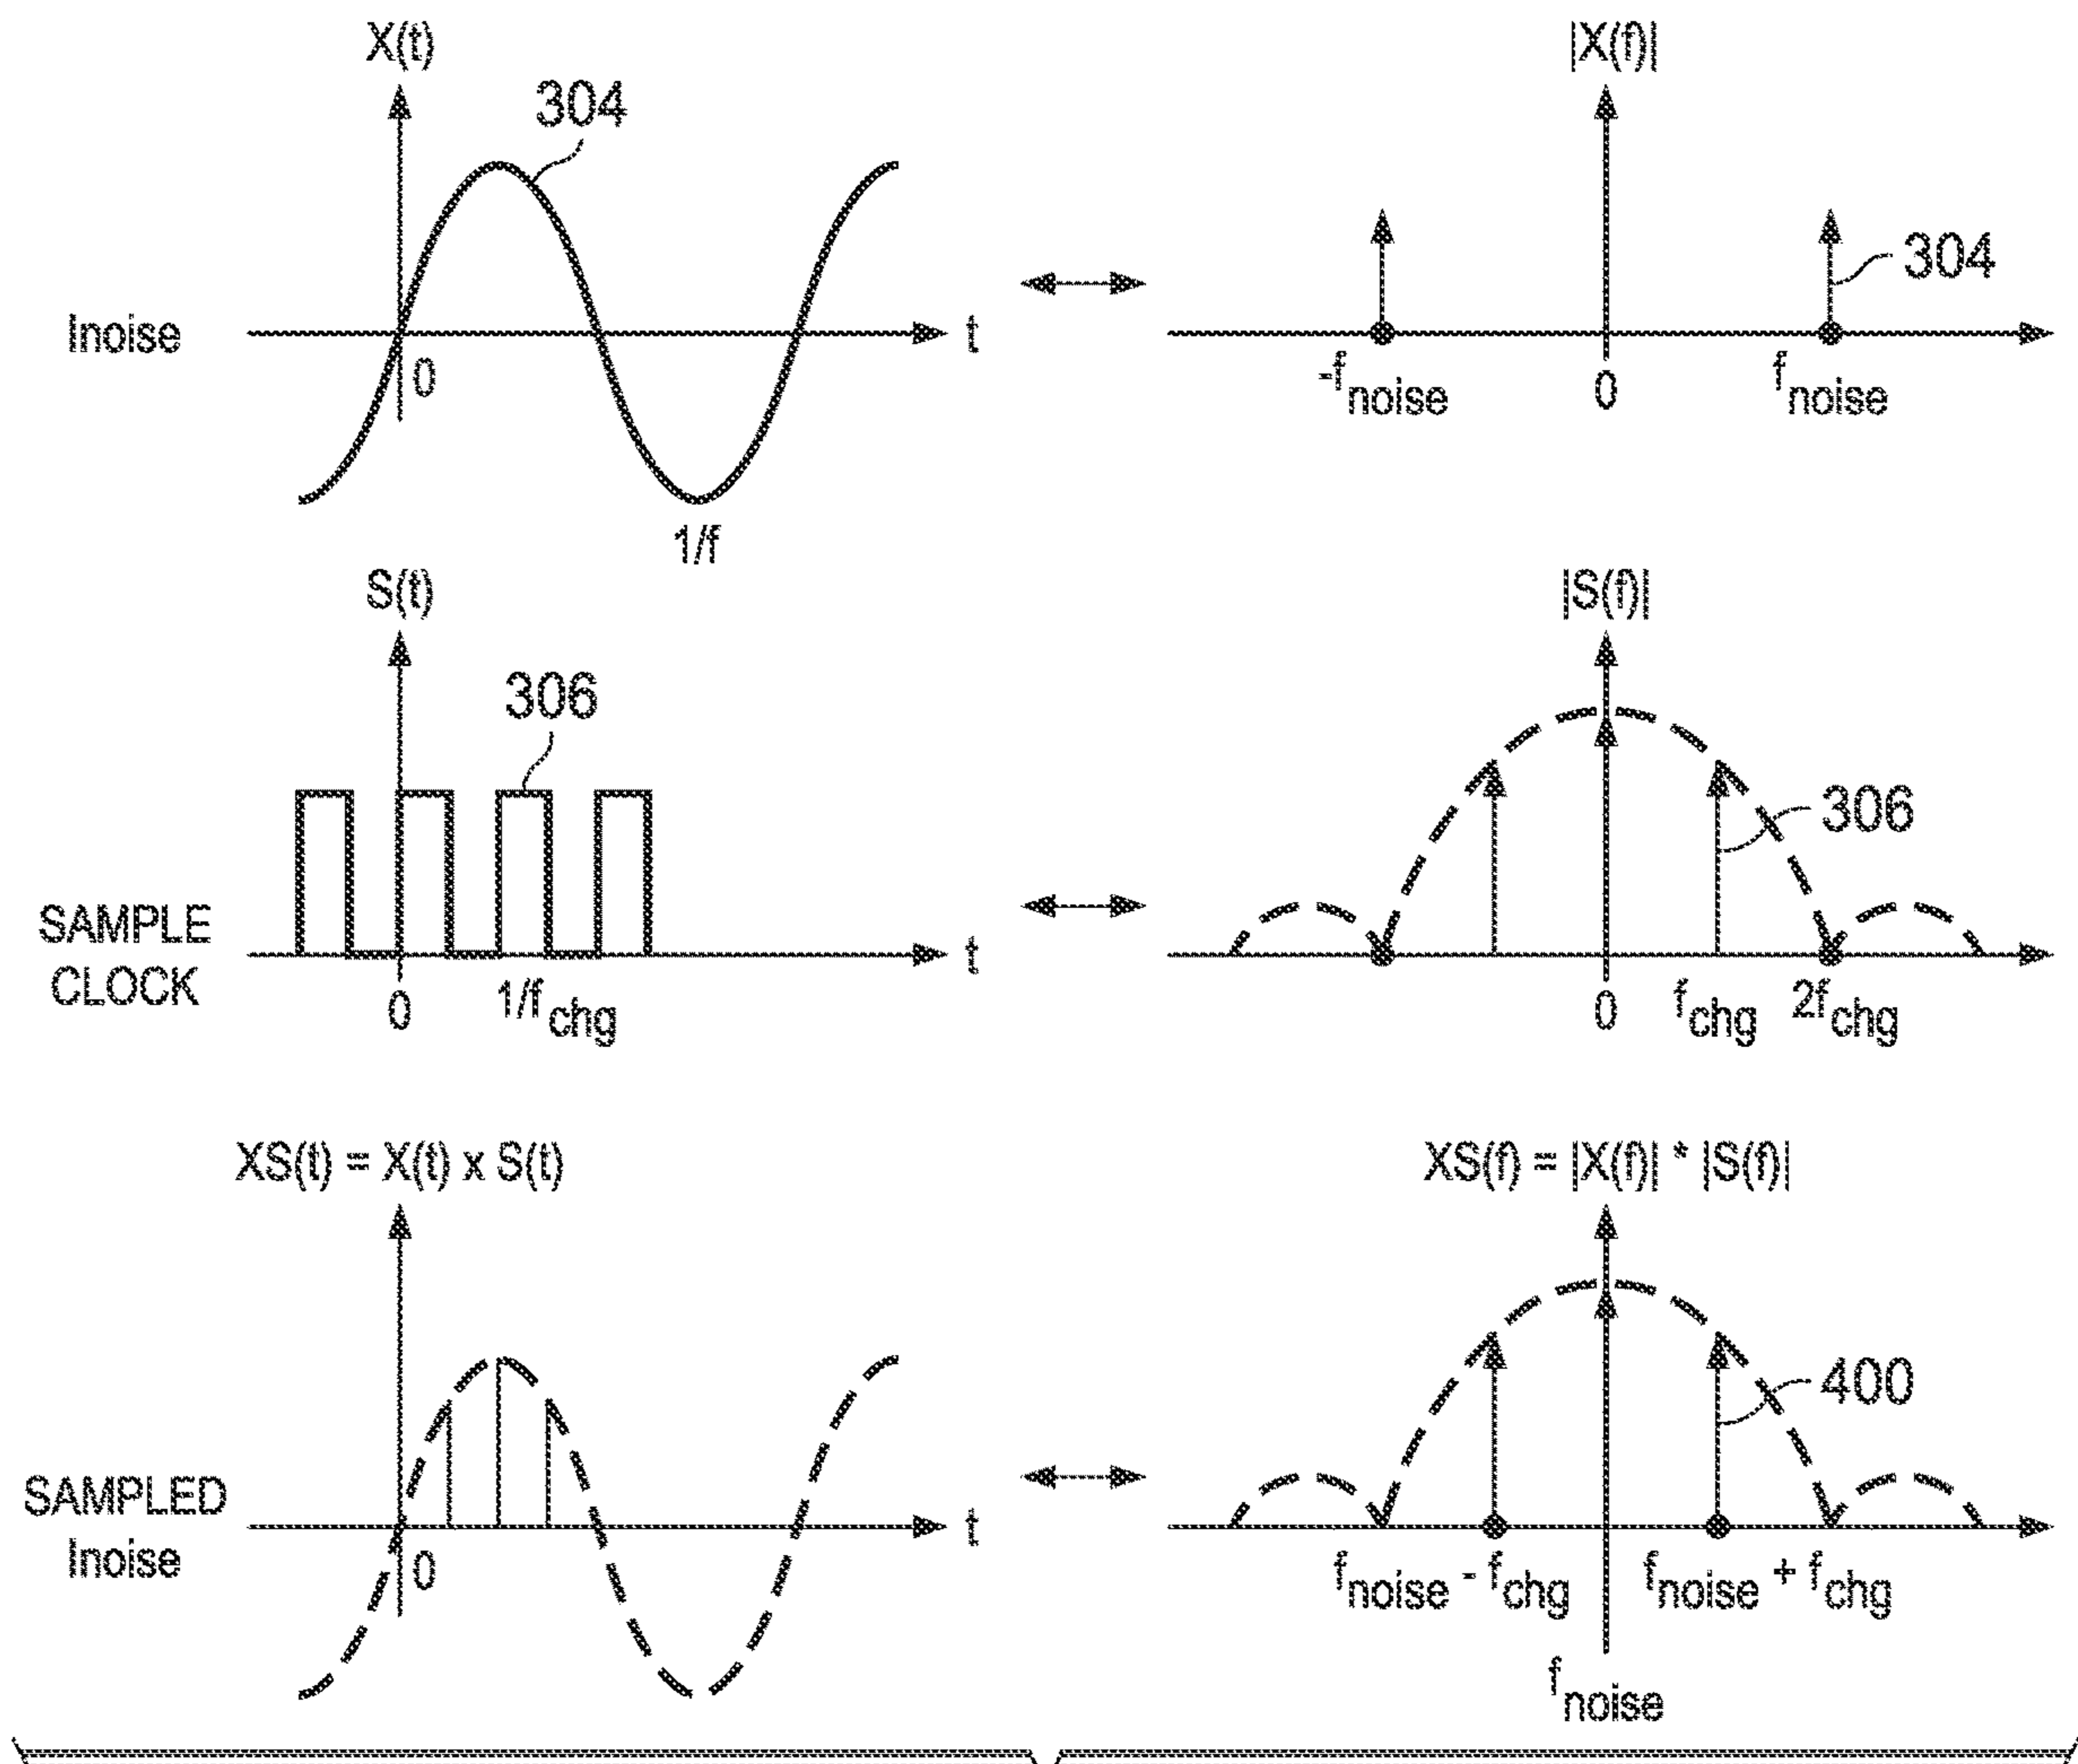 X(t)
304
Inoise
0
t
1/f
|X(f)|
304
-fnoise
0
fnoise
S(t)
306
SAMPLE
CLOCK
0
1/fchg
t
|S(f)|
306
0
fchg
2fchg
XS(t) = X(t) x S(t)
SAMPLED
Inoise
0
t
XS(f) = |X(f)| * |S(f)|
400
fnoise - fchg
fnoise + fchg
fnoise